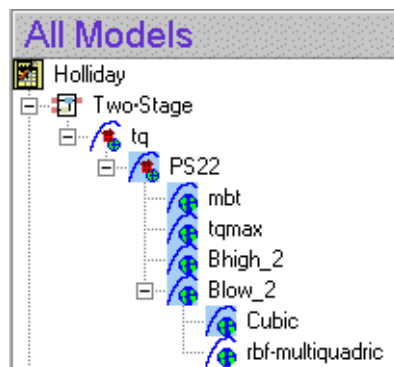 All Models
Holliday
Two-Stage
tq
PS22
mbt
tqmax
Bhigh_2
Blow_2
Cubic
rbf-multiquadric